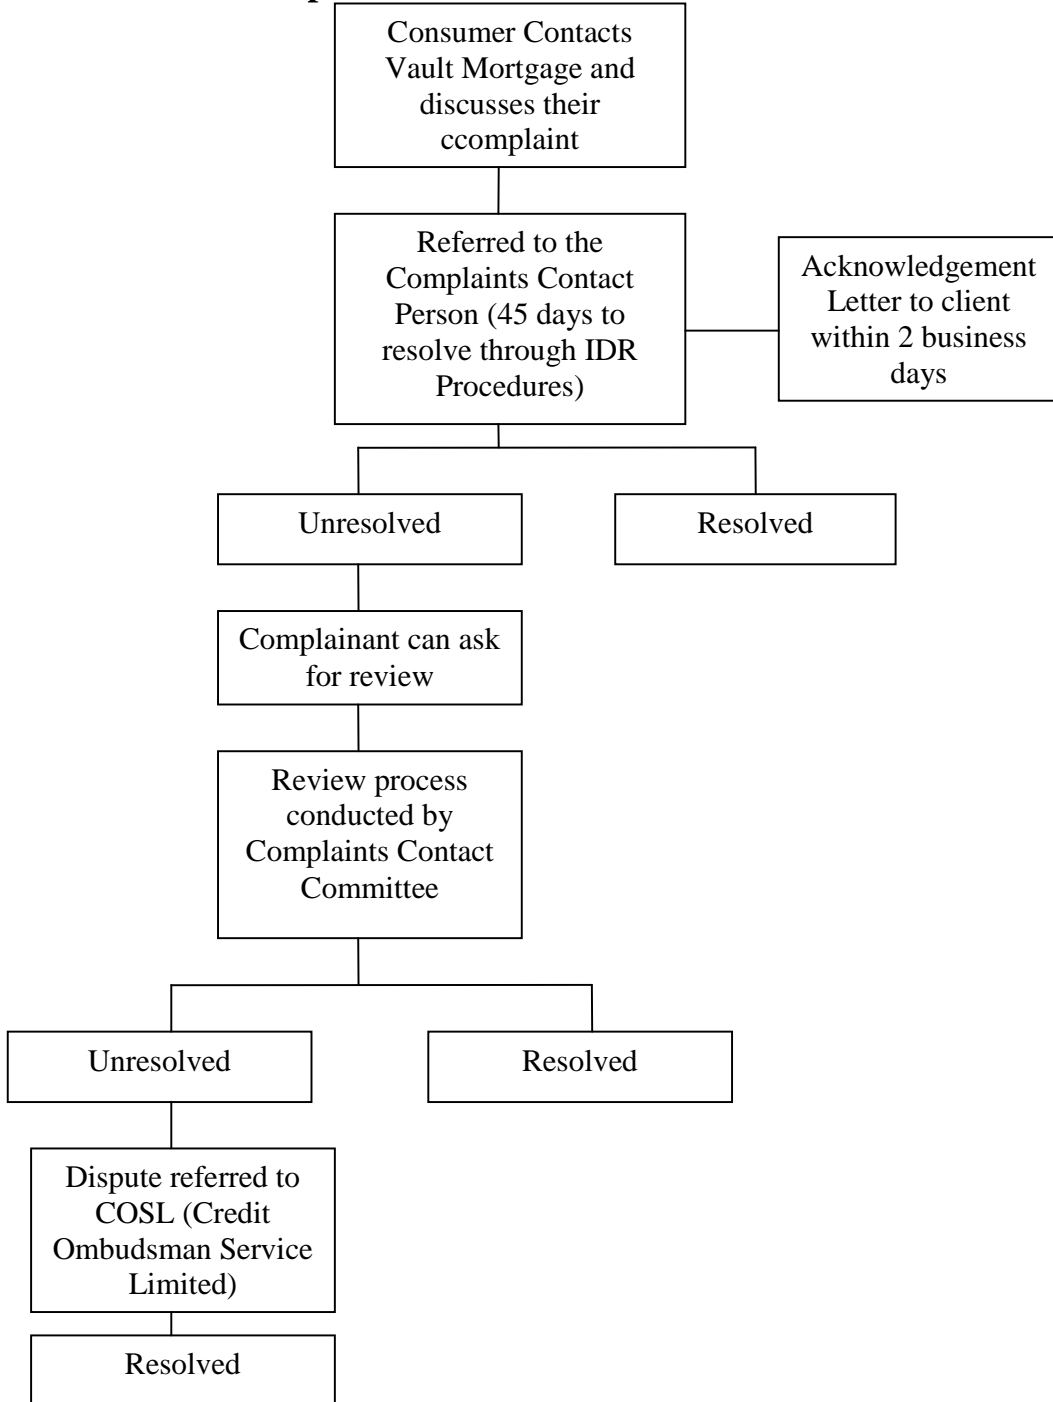 Consumer Contacts
Vault Mortgage and
discusses their
ccomplaint
Referred to the
Complaints Contact
Person (45 days to
resolve through IDR
Procedures)
Acknowledgement
Letter to client
within 2 business
days
Unresolved
Resolved
Complainant can ask
for review
Review process
conducted by
Complaints Contact
Committee
Unresolved
Resolved
Dispute referred to
COSL (Credit
Ombudsman Service
Limited)
Resolved